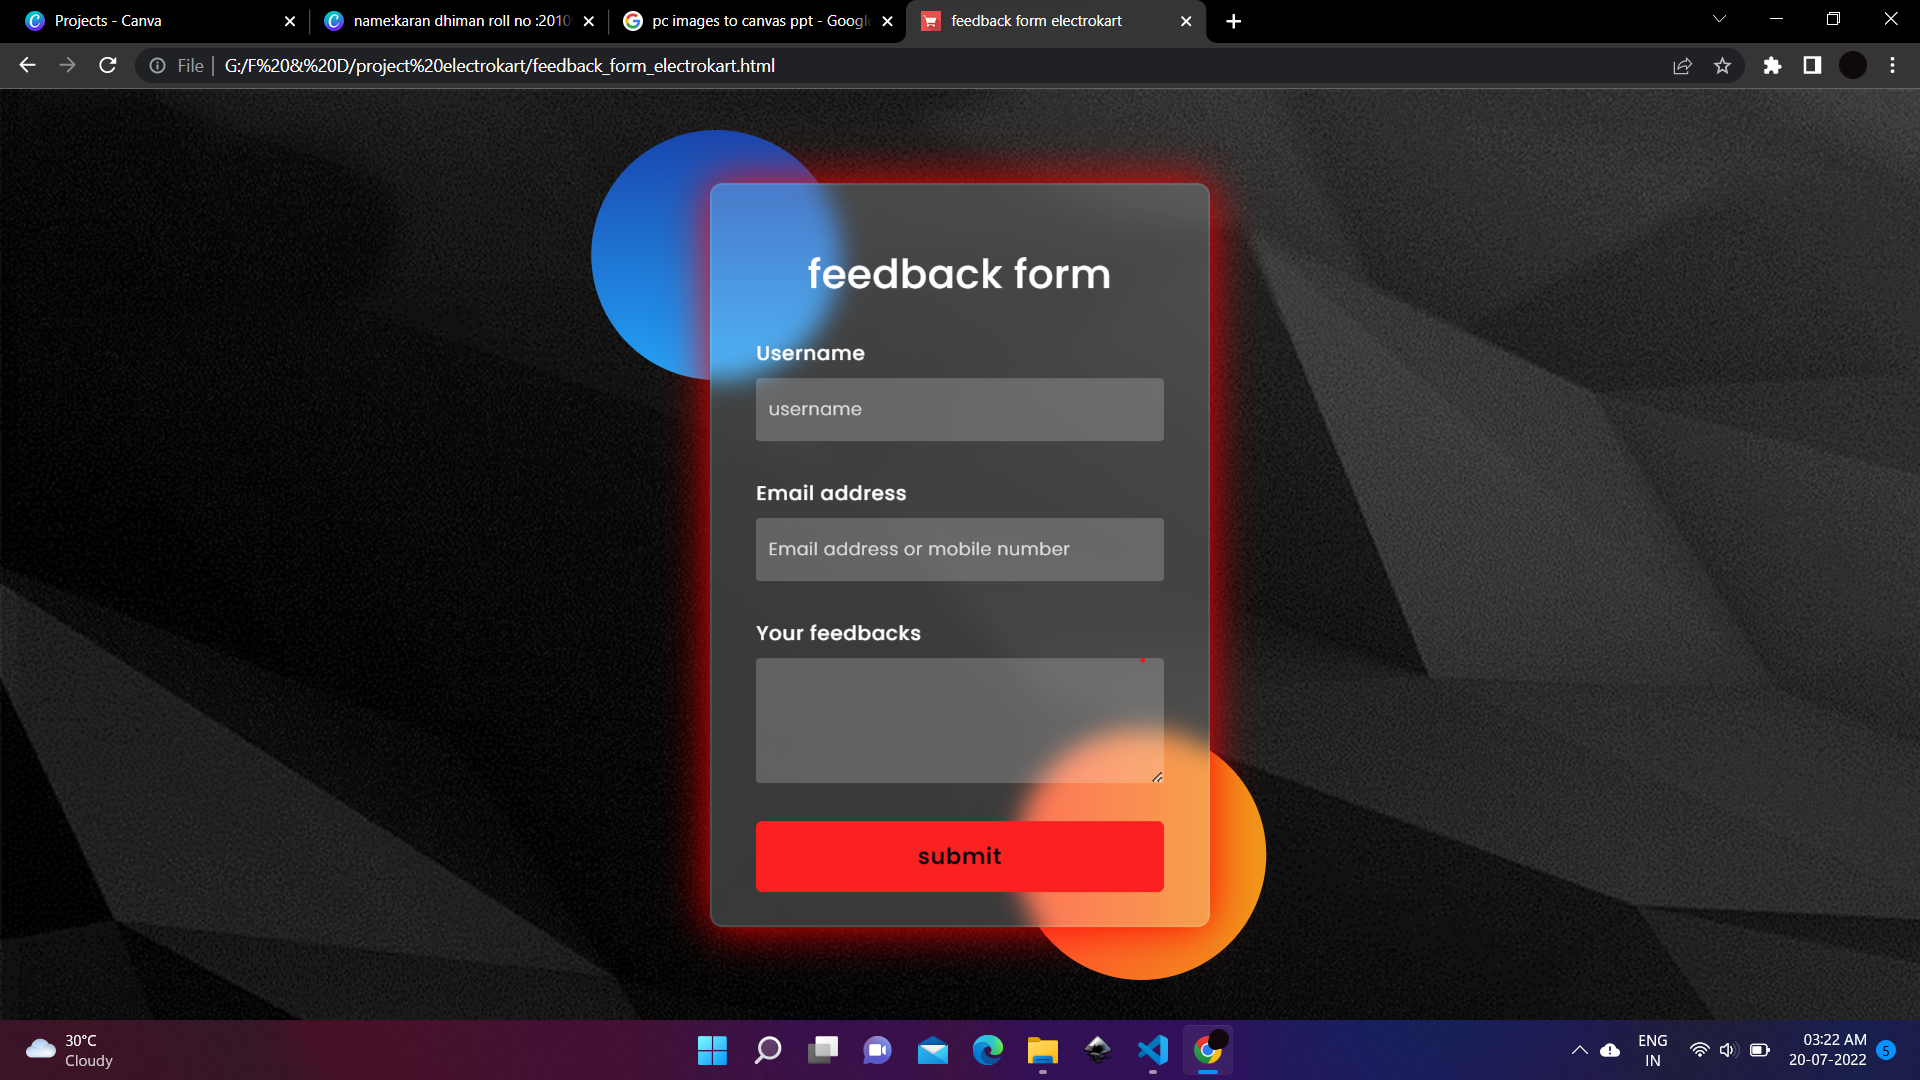 Projects - Canva
name:karan dhiman roll no :2010
pc images to canvas ppt - Google
feedback form electrokart
File
G:/F%20&%20D/project%20electrokart/feedback_form_electrokart.html
feedback form
Username
username
Email address
Email address or mobile number
Your feedbacks
submit
30°C
Cloudy
ENG
IN
03:22 AM
20-07-2022
5